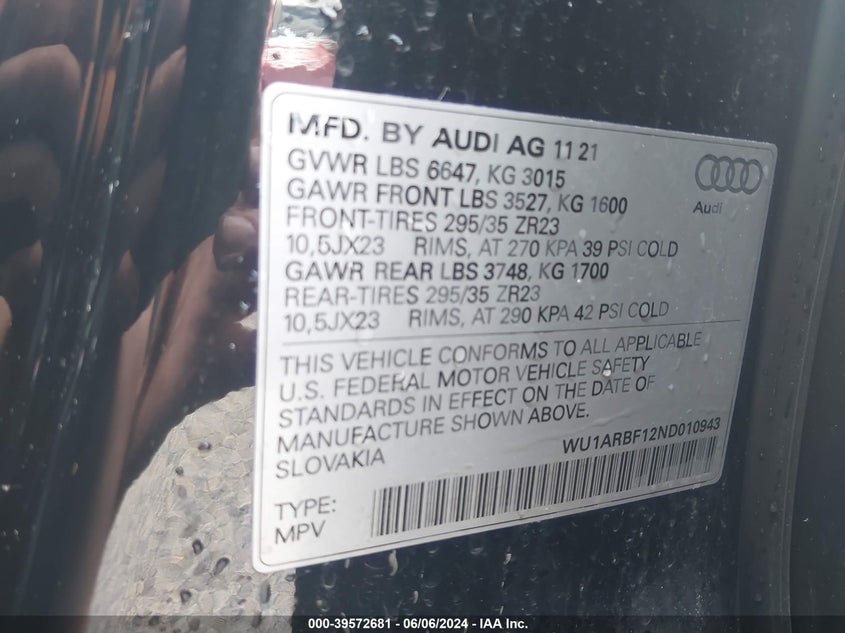 MFD. BY AUDI AG 11 21
GVWR LBS 6647, KG 3015
GAWR FRONT LBS 3527, KG 1600
FRONT-TIRES 295/35 ZR23
10,5JX23 RIMS, AT 270 KPA 39 PSI COLD
GAWR REAR LBS 3748, KG 1700
REAR-TIRES 295/35 ZR23
10,5JX23 RIMS, AT 290 KPA 42 PSI COLD
Audi
THIS VEHICLE CONFORMS TO ALL APPLICABLE
U.S. FEDERAL MOTOR VEHICLE SAFETY
STANDARDS IN EFFECT ON THE DATE OF
MANUFACTURE SHOWN ABOVE.
SLOVAKIA
WU1ARBF12ND010943
TYPE:
MPV
000-39572681 - 06/06/2024 - IAA Inc.